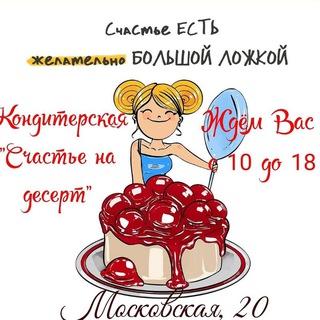 Счастье ЕСТЬ
желательно БОЛЬШОЙ ЛОЖКОЙ
Кондитерская
"Счастье на
десерт"
Ждём Вас
10 до 18
Московская, 20